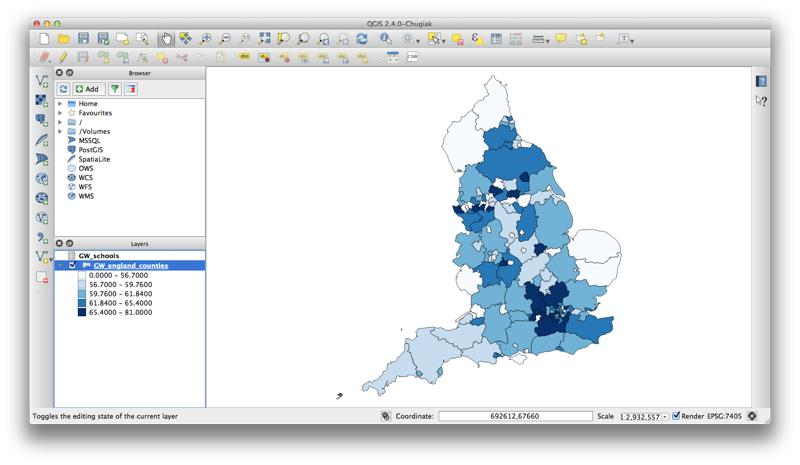 QGIS 2.4.0-Chugiak
Browser
Add
Home
Favourites
/
/Volumes
MSSQL
PostGIS
SpatiaLite
OWS
WCS
WFS
WMS
Layers
GW_schools
GW_england_counties
0.0000 - 56.7000
56.7000 - 59.7600
59.7600 - 61.8400
61.8400 - 65.4000
65.4000 - 81.0000
Toggles the editing state of the current layer
Coordinate:
692612,67660
Scale
1:2,932,557
Render
EPSG:7405